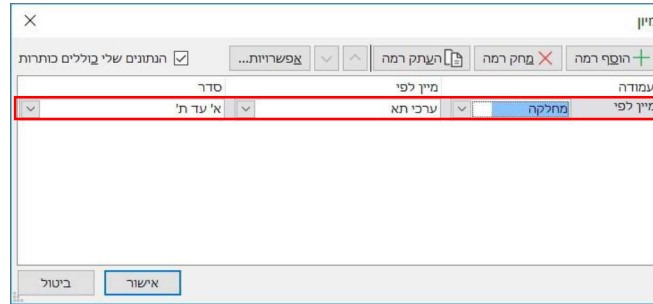 מיון
הוסף רמה מחק רמה העתק רמה אפשרויות... הנתונים שלי כוללים כותרות
עמודה מיין לפי סדר
מיין לפי מחלקה ערכי תא א' עד ת'
אישור ביטול